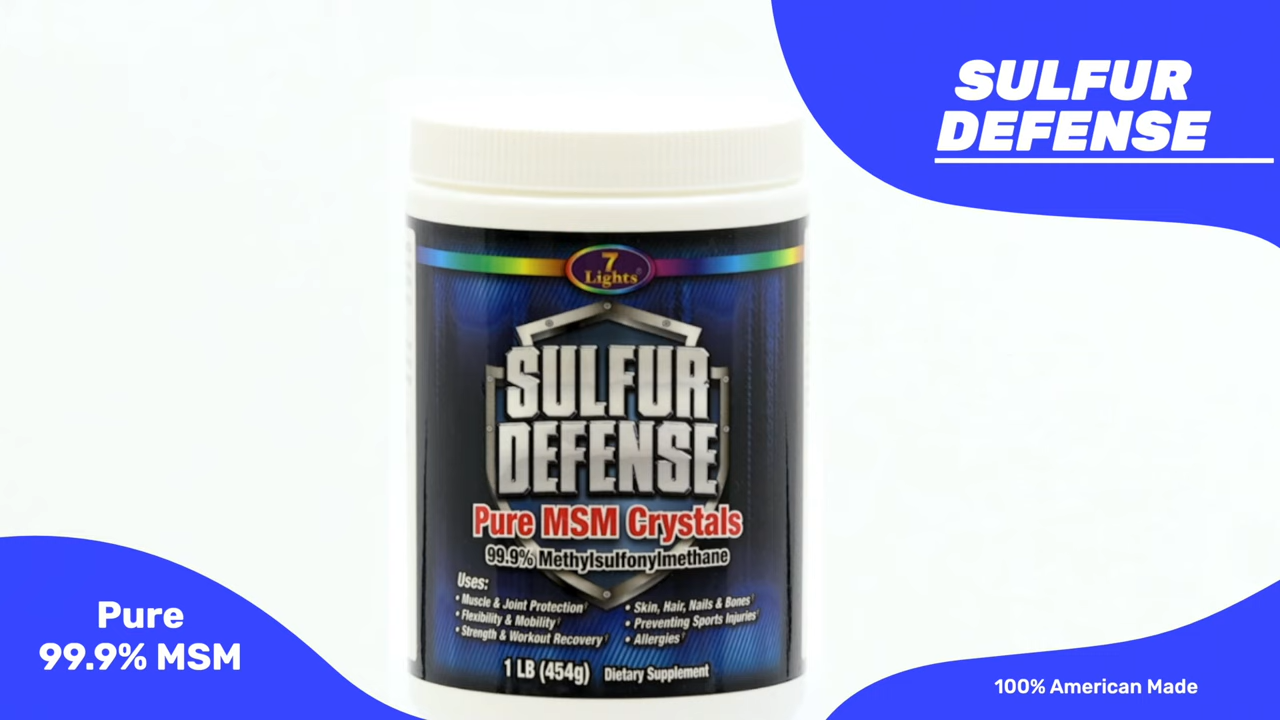 SULFUR
DEFENSE
7
Lights®
SULFUR
DEFENSE
Pure MSM Crystals
99.9% Methylsulfonylmethane
Uses:
• Muscle & Joint Protection†
• Flexibility & Mobility†
• Strength & Workout Recovery†
• Skin, Hair, Nails & Bones†
• Preventing Sports Injuries†
• Allergies†
1 LB (454g) Dietary Supplement
Pure
99.9% MSM
100% American Made